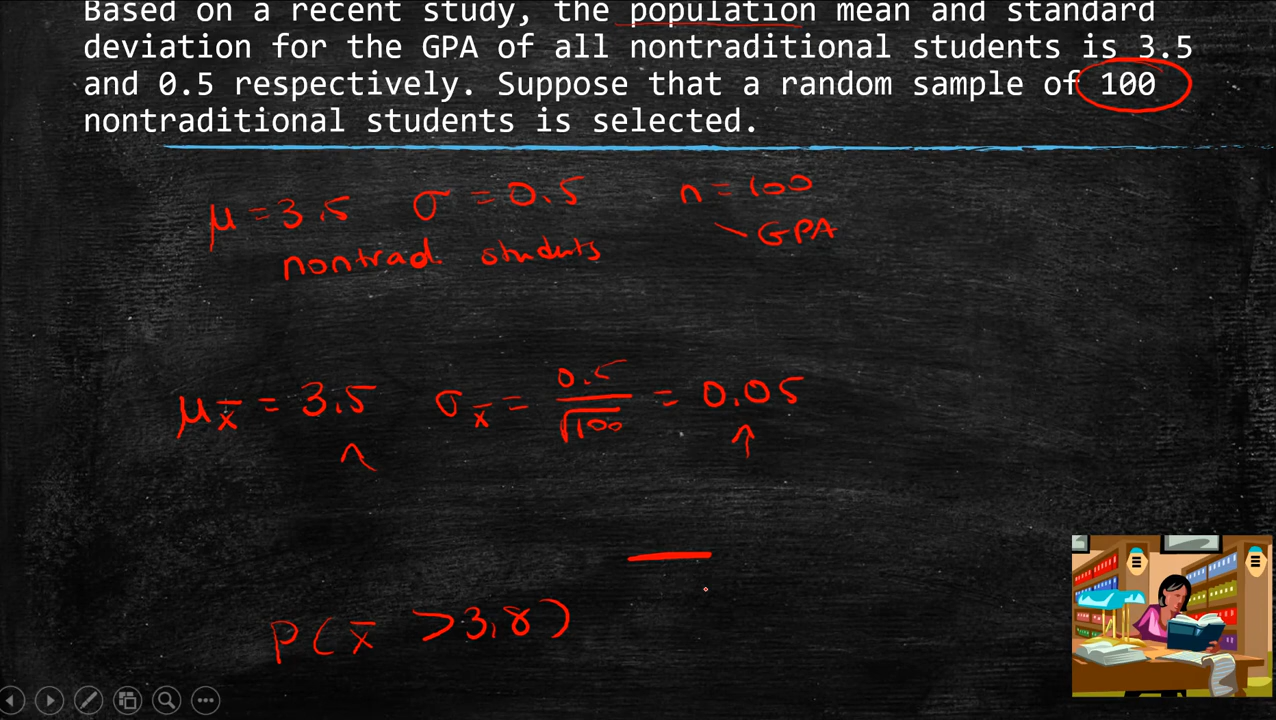 Based on a recent study, the population mean and standard
deviation for the GPA of all nontraditional students is 3.5
and 0.5 respectively. Suppose that a random sample of 100
nontraditional students is selected.
μ = 3.5 σ = 0.5 n = 100
nontrad. students GPA
μx̄ = 3.5 σx̄ = 0.5/√100 = 0.05
P(x̄ > 3.8)